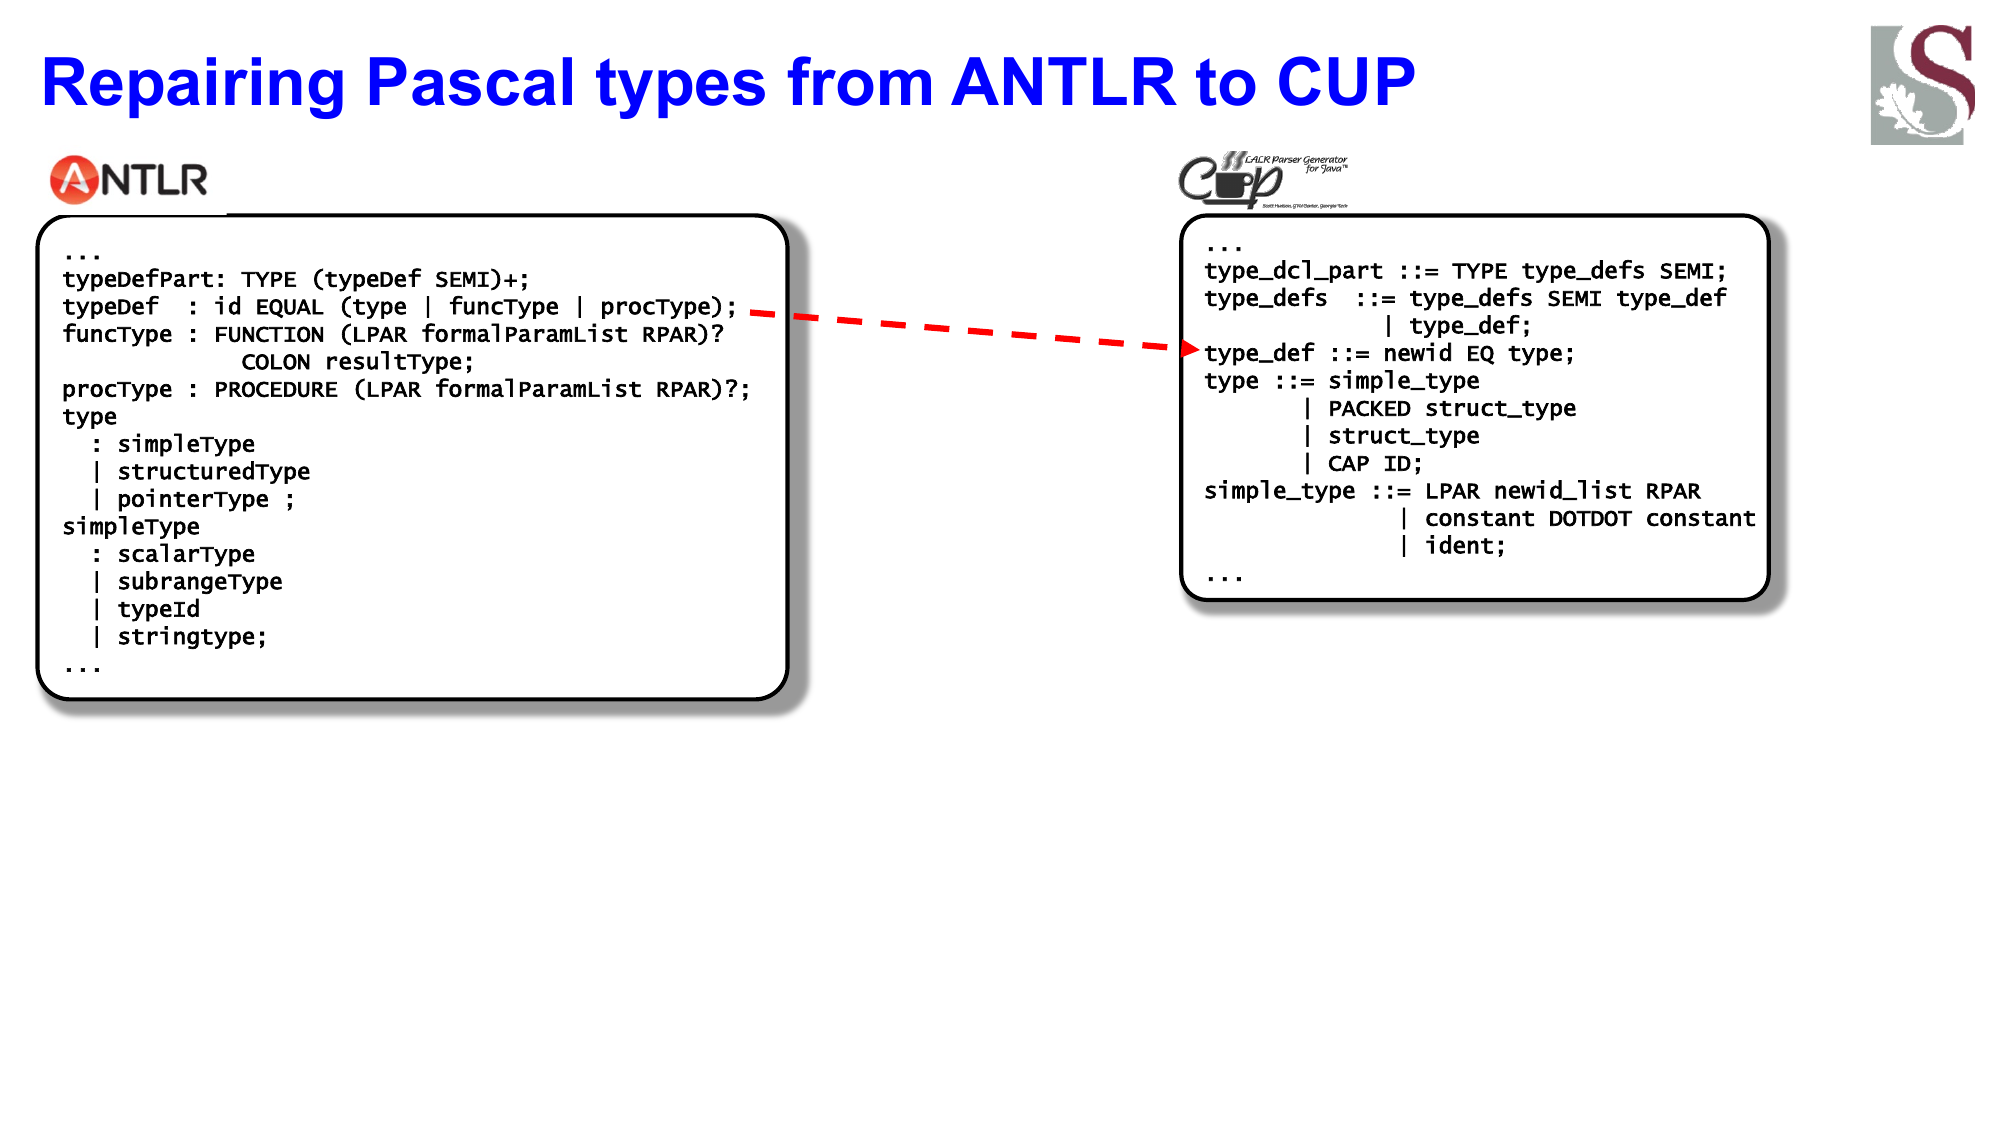 Repairing Pascal types from ANTLR to CUP
ANTLR
...
typeDefPart: TYPE (typeDef SEMI)+;
typeDef  : id EQUAL (type | funcType | procType);
funcType : FUNCTION (LPAR formalParamList RPAR)?
             COLON resultType;
procType : PROCEDURE (LPAR formalParamList RPAR)?;
type
  : simpleType
  | structuredType
  | pointerType ;
simpleType
  : scalarType
  | subrangeType
  | typeId
  | stringtype;
...
Cup
LALR Parser Generator
for Java™
Scott Hudson, GVU Center, Georgia Tech
...
type_dcl_part ::= TYPE type_defs SEMI;
type_defs  ::= type_defs SEMI type_def
             | type_def;
type_def ::= newid EQ type;
type ::= simple_type
       | PACKED struct_type
       | struct_type
       | CAP ID;
simple_type ::= LPAR newid_list RPAR
              | constant DOTDOT constant
              | ident;
...